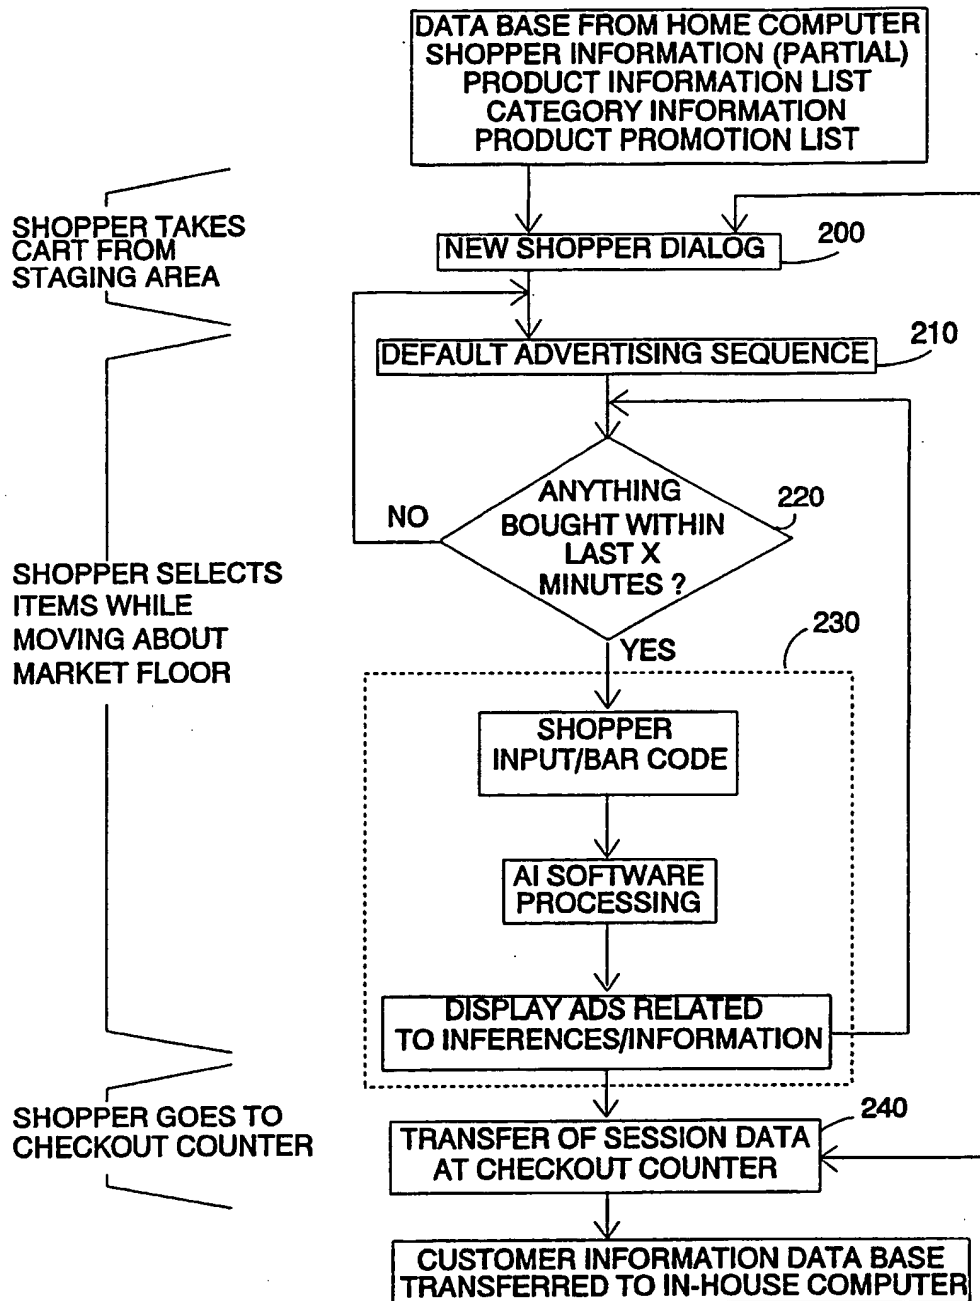 DATA BASE FROM HOME COMPUTER
SHOPPER INFORMATION (PARTIAL)
PRODUCT INFORMATION LIST
CATEGORY INFORMATION
PRODUCT PROMOTION LIST
SHOPPER TAKES
CART FROM
STAGING AREA
NEW SHOPPER DIALOG
200
DEFAULT ADVERTISING SEQUENCE
210
ANYTHING
BOUGHT WITHIN
LAST X
MINUTES ?
220
NO
YES
SHOPPER SELECTS
ITEMS WHILE
MOVING ABOUT
MARKET FLOOR
230
SHOPPER
INPUT/BAR CODE
AI SOFTWARE
PROCESSING
DISPLAY ADS RELATED
TO INFERENCES/INFORMATION
SHOPPER GOES TO
CHECKOUT COUNTER
240
TRANSFER OF SESSION DATA
AT CHECKOUT COUNTER
CUSTOMER INFORMATION DATA BASE
TRANSFERRED TO IN-HOUSE COMPUTER